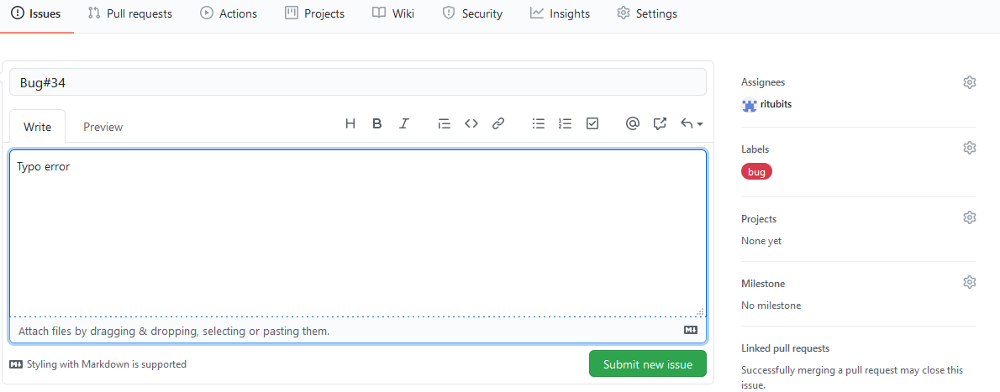 Issues Pull requests Actions Projects Wiki Security Insights Settings
Bug#34
Write Preview
Typo error
Attach files by dragging & dropping, selecting or pasting them.
Styling with Markdown is supported
Submit new issue
Assignees
ritubits
Labels
bug
Projects
None yet
Milestone
No milestone
Linked pull requests
Successfully merging a pull request may close this
issue.